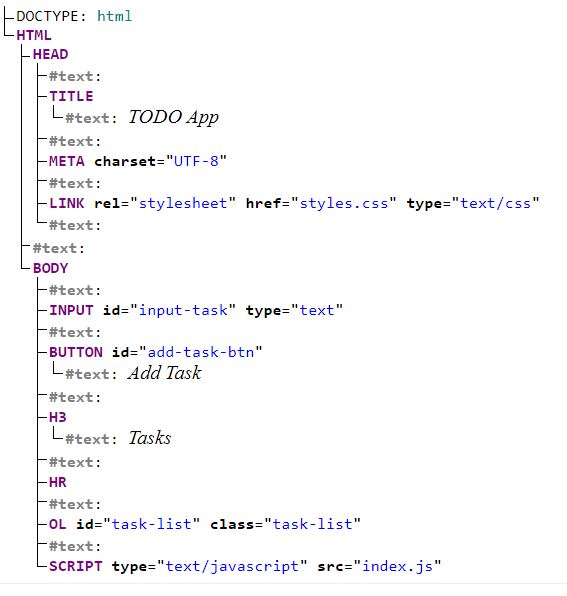 DOCTYPE: html
HTML
HEAD
#text:
TITLE
#text: TODO App
#text:
META charset="UTF-8"
#text:
LINK rel="stylesheet" href="styles.css" type="text/css"
#text:
#text:
BODY
#text:
INPUT id="input-task" type="text"
#text:
BUTTON id="add-task-btn"
#text: Add Task
#text:
H3
#text: Tasks
#text:
HR
#text:
OL id="task-list" class="task-list"
#text:
SCRIPT type="text/javascript" src="index.js"